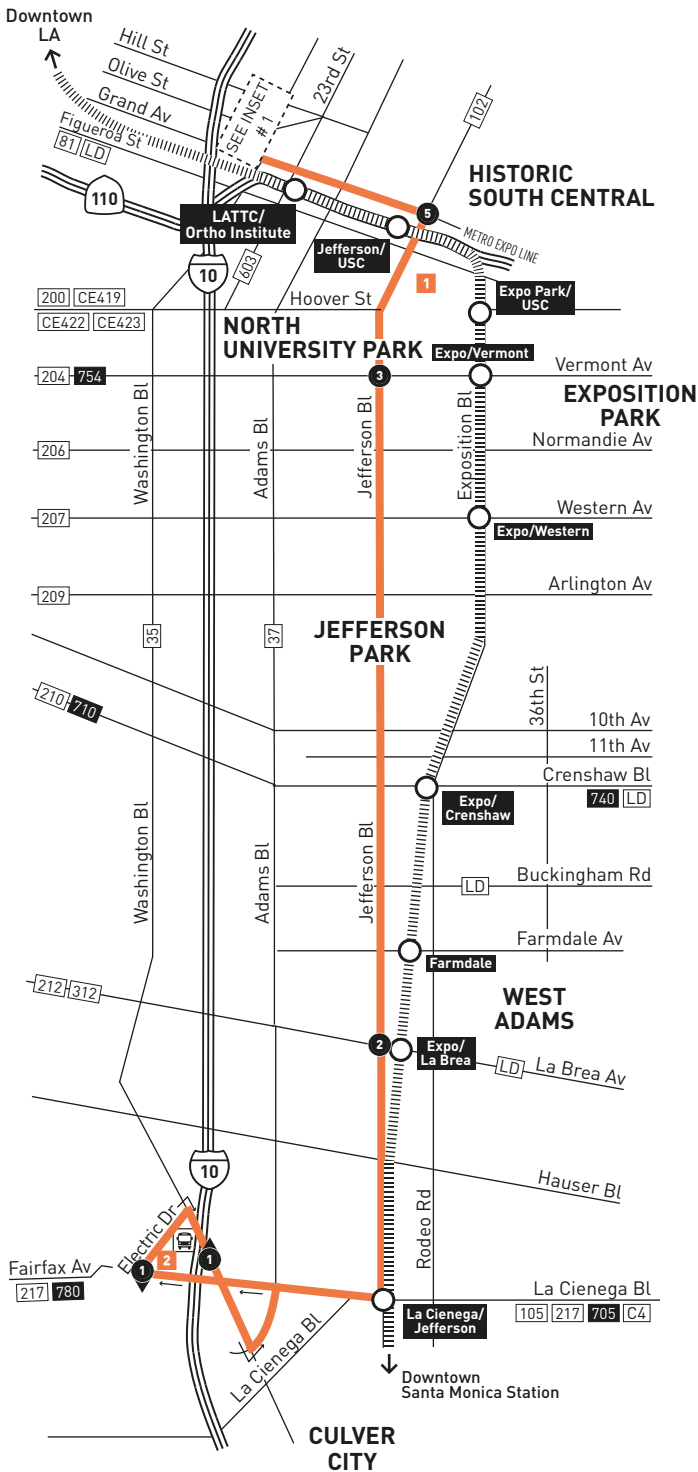 Downtown
LA
Hill St
Olive St
Grand Av
Figueroa St
81 LD
SEE INSET
# 1
23rd St
102
HISTORIC
SOUTH CENTRAL
110
LATTC/
Ortho Institute
5
METRO EXPO LINE
Jefferson/
USC
603
10
1
Expo Park/
USC
200 CE419
CE422 CE423
Hoover St
NORTH
UNIVERSITY PARK
Expo/Vermont
204 754
3
Vermont Av
EXPOSITION
PARK
Washington Bl
Adams Bl
Jefferson Bl
Exposition Bl
206
Normandie Av
207
Western Av
Expo/Western
209
Arlington Av
35
37
JEFFERSON
PARK
210 710
36th St
10th Av
11th Av
Crenshaw Bl
740 LD
Expo/
Crenshaw
Washington Bl
Adams Bl
Jefferson Bl
LD
Buckingham Rd
Farmdale Av
Farmdale
212 312
WEST
ADAMS
2
Expo/
La Brea
LD
La Brea Av
10
Hauser Bl
Rodeo Rd
Electric Dr
Fairfax Av
217 780
1
2
1
La Cienega Bl
La Cienega/
Jefferson
La Cienega Bl
105 217 705 C4
Downtown
Santa Monica Station
CULVER
CITY